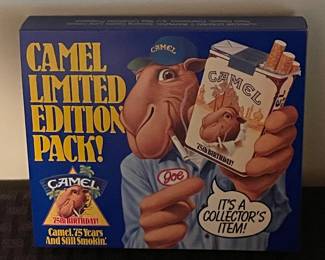 CAMEL
LIMITED
EDITION
PACK!
CAMEL
CAMEL
75th BIRTHDAY!
Joe
IT'S A
COLLECTOR'S
ITEM!
CAMEL
75th BIRTHDAY!
Camel. 75 Years
And Still Smokin'.